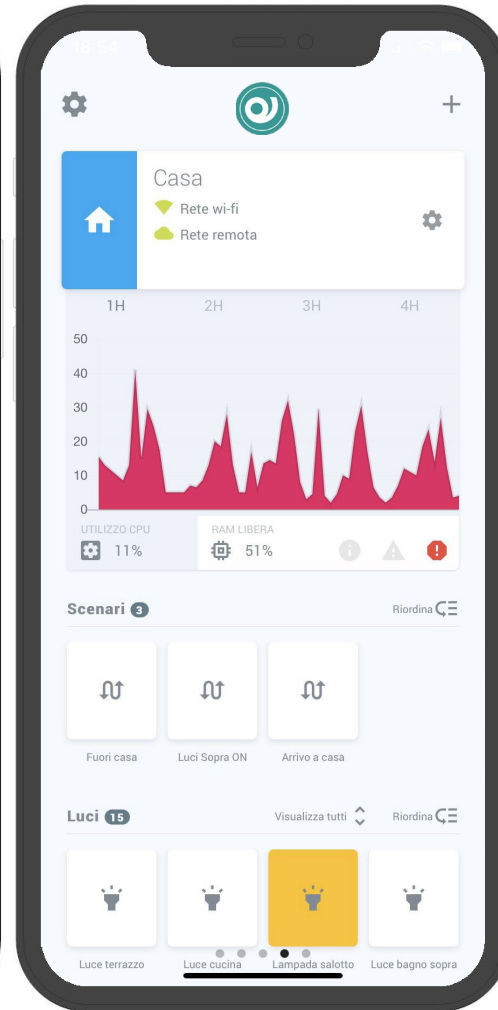 Casa
Rete wi-fi
Rete remota
1H 2H 3H 4H
50
40
30
20
10
0
UTILIZZO CPU RAM LIBERA
11% 51%
Scenari 3 Riordina
Fuori casa Luci Sopra ON Arrivo a casa
Luci 15 Visualizza tutti Riordina
Luce terrazzo Luce cucina Lampada salotto Luce bagno sopra